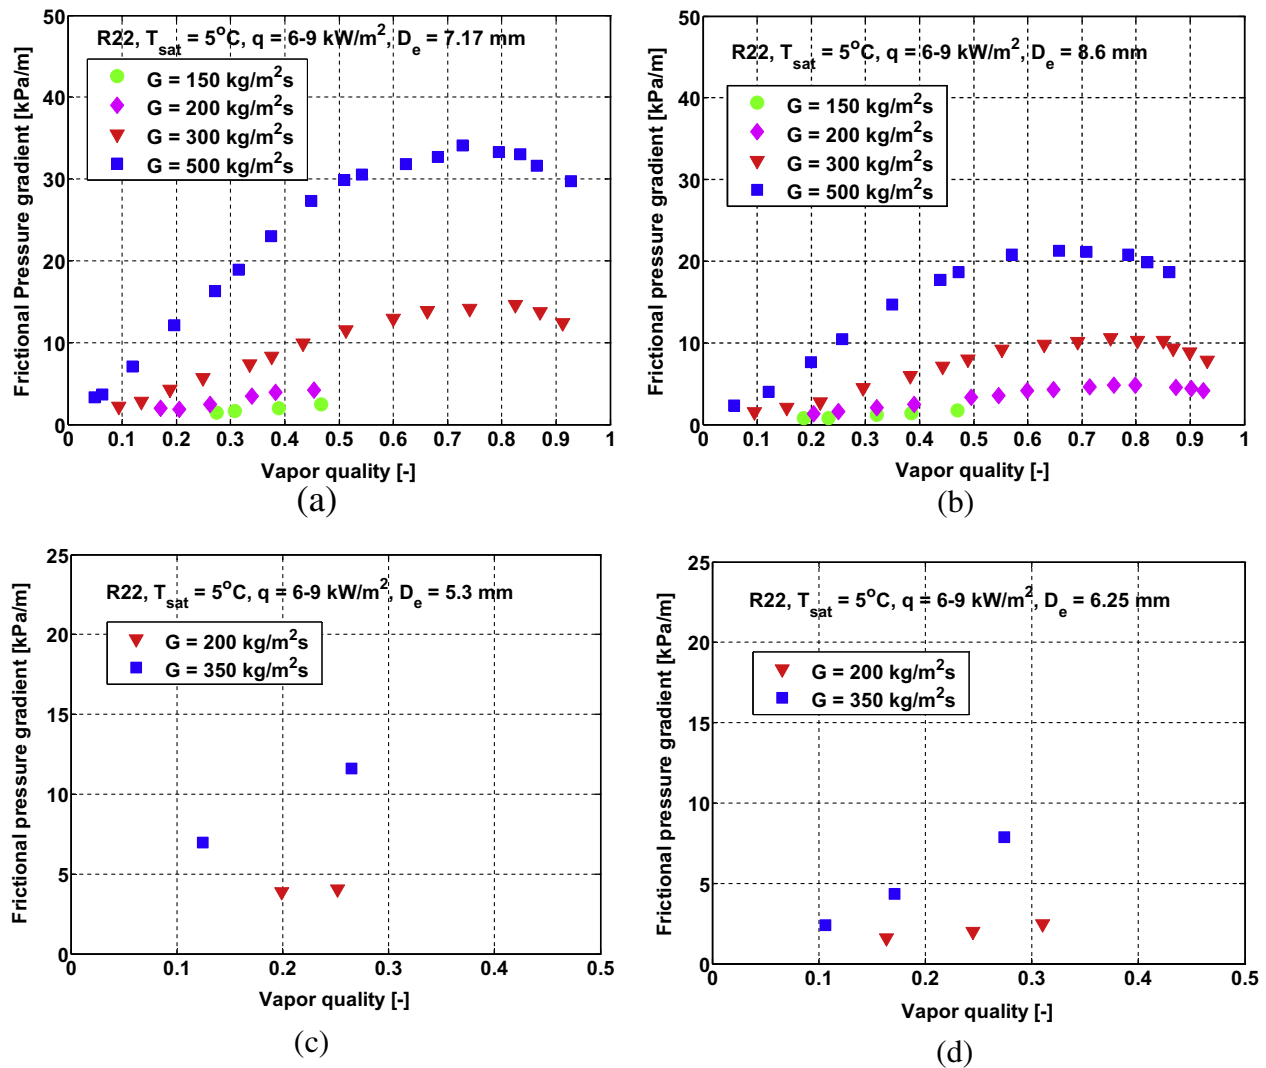 R22, Tsat = 5°C, q = 6-9 kW/m², De = 7.17 mm
G = 150 kg/m²s
G = 200 kg/m²s
G = 300 kg/m²s
G = 500 kg/m²s
Frictional Pressure gradient [kPa/m]
50
40
30
20
10
0
0 0.1 0.2 0.3 0.4 0.5 0.6 0.7 0.8 0.9 1
Vapor quality [-]
(a)
R22, Tsat = 5°C, q = 6-9 kW/m², De = 8.6 mm
G = 150 kg/m²s
G = 200 kg/m²s
G = 300 kg/m²s
G = 500 kg/m²s
Frictional pressure gradient [kPa/m]
50
40
30
20
10
0
0 0.1 0.2 0.3 0.4 0.5 0.6 0.7 0.8 0.9 1
Vapor quality [-]
(b)
R22, Tsat = 5°C, q = 6-9 kW/m², De = 5.3 mm
G = 200 kg/m²s
G = 350 kg/m²s
Frictional pressure gradient [kPa/m]
25
20
15
10
5
0
0 0.1 0.2 0.3 0.4 0.5
Vapor quality [-]
(c)
R22, Tsat = 5°C, q = 6-9 kW/m², De = 6.25 mm
G = 200 kg/m²s
G = 350 kg/m²s
Frictional pressure gradient [kPa/m]
25
20
15
10
5
0
0 0.1 0.2 0.3 0.4 0.5
Vapor quality [-]
(d)